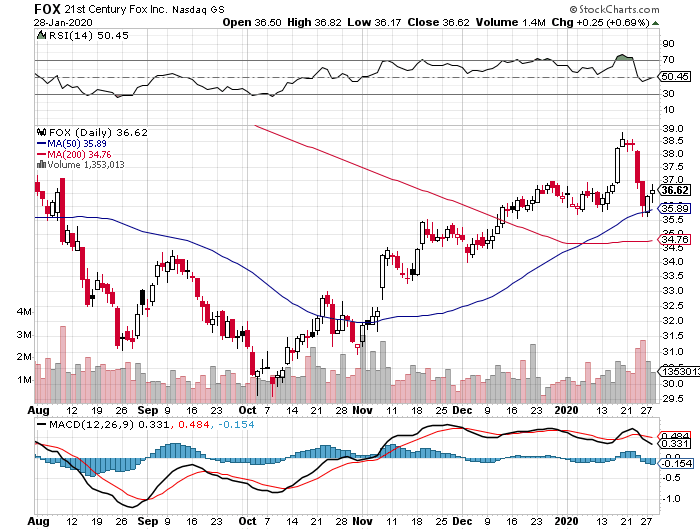 FOX 21st Century Fox Inc. Nasdaq GS © StockCharts.com
28-Jan-2020 Open 36.50 High 36.82 Low 36.17 Close 36.62 Volume 1.4M Chg +0.25 (+0.69%)
RSI(14) 50.45
90
70
50.45
30
10
FOX (Daily) 36.62
MA(50) 35.89
MA(200) 34.76
Volume 1,353,013
39.0
38.5
38.0
37.5
37.0
36.62
35.89
35.5
34.76
34.5
34.0
33.5
33.0
32.5
32.0
31.5
31.0
30.5
30.0
29.5
4M
3M
2M
1M
1353013
Aug 12 19 26 Sep 9 16 23 Oct 7 14 21 28 Nov 11 18 25 Dec 9 16 23 2020 13 21 27
MACD(12,26,9) 0.331, 0.484, -0.154
0.484
0.331
0.0
-0.154
-0.5
-1.0
Aug 12 19 26 Sep 9 16 23 Oct 7 14 21 28 Nov 11 18 25 Dec 9 16 23 2020 13 21 27